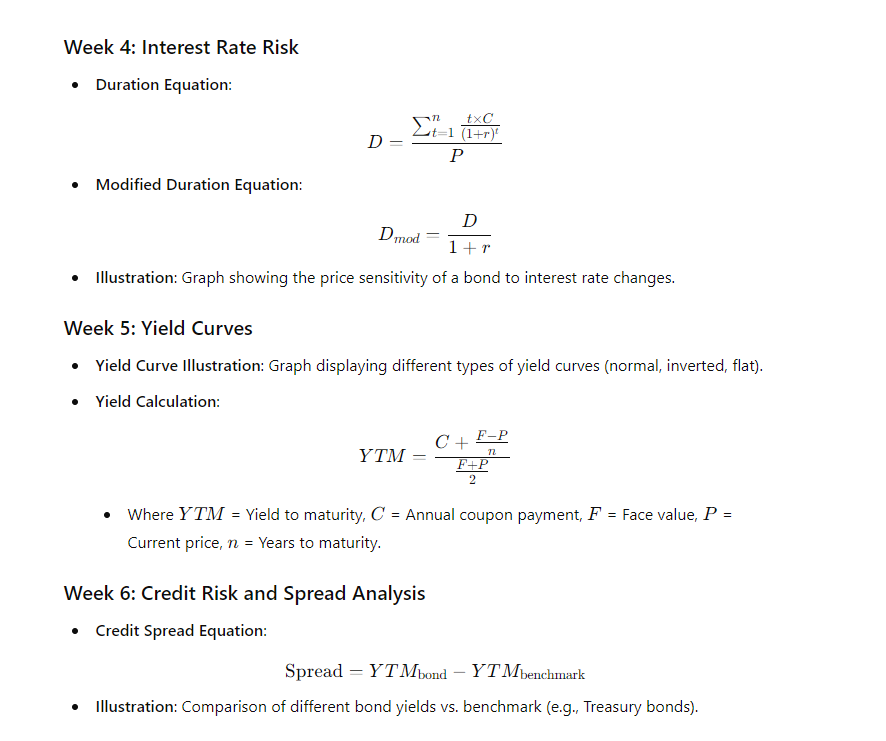 Week 4: Interest Rate Risk
• Duration Equation:
$$D = \frac{\sum_{t=1}^{n} \frac{t \times C}{(1+r)^t}}{P}$$
• Modified Duration Equation:
$$D_{mod} = \frac{D}{1+r}$$
• Illustration: Graph showing the price sensitivity of a bond to interest rate changes.
Week 5: Yield Curves
• Yield Curve Illustration: Graph displaying different types of yield curves (normal, inverted, flat).
• Yield Calculation:
$$YTM = \frac{C + \frac{F-P}{n}}{\frac{F+P}{2}}$$
• Where YTM = Yield to maturity, C = Annual coupon payment, F = Face value, P =
Current price, n = Years to maturity.
Week 6: Credit Risk and Spread Analysis
• Credit Spread Equation:
$$\text{Spread} = YTM_{\text{bond}} - YTM_{\text{benchmark}}$$
• Illustration: Comparison of different bond yields vs. benchmark (e.g., Treasury bonds).